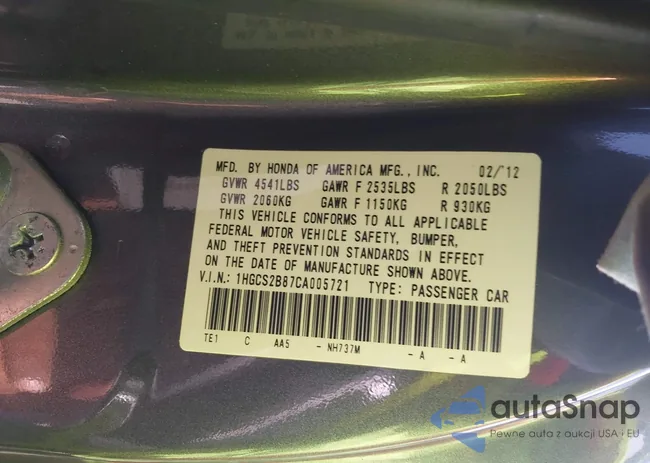 MFD. BY HONDA OF AMERICA MFG., INC. 02/12
GVWR 4541LBS GAWR F 2535LBS R 2050LBS
GVWR 2060KG GAWR F 1150KG R 930KG
THIS VEHICLE CONFORMS TO ALL APPLICABLE
FEDERAL MOTOR VEHICLE SAFETY, BUMPER,
AND THEFT PREVENTION STANDARDS IN EFFECT
ON THE DATE OF MANUFACTURE SHOWN ABOVE.
V.I.N.: 1HGCS2B87CA005721 TYPE: PASSENGER CAR
TE1 C AA5 - NH737M - A - A
autaSnap
Pewne auta z aukcji USA • EU